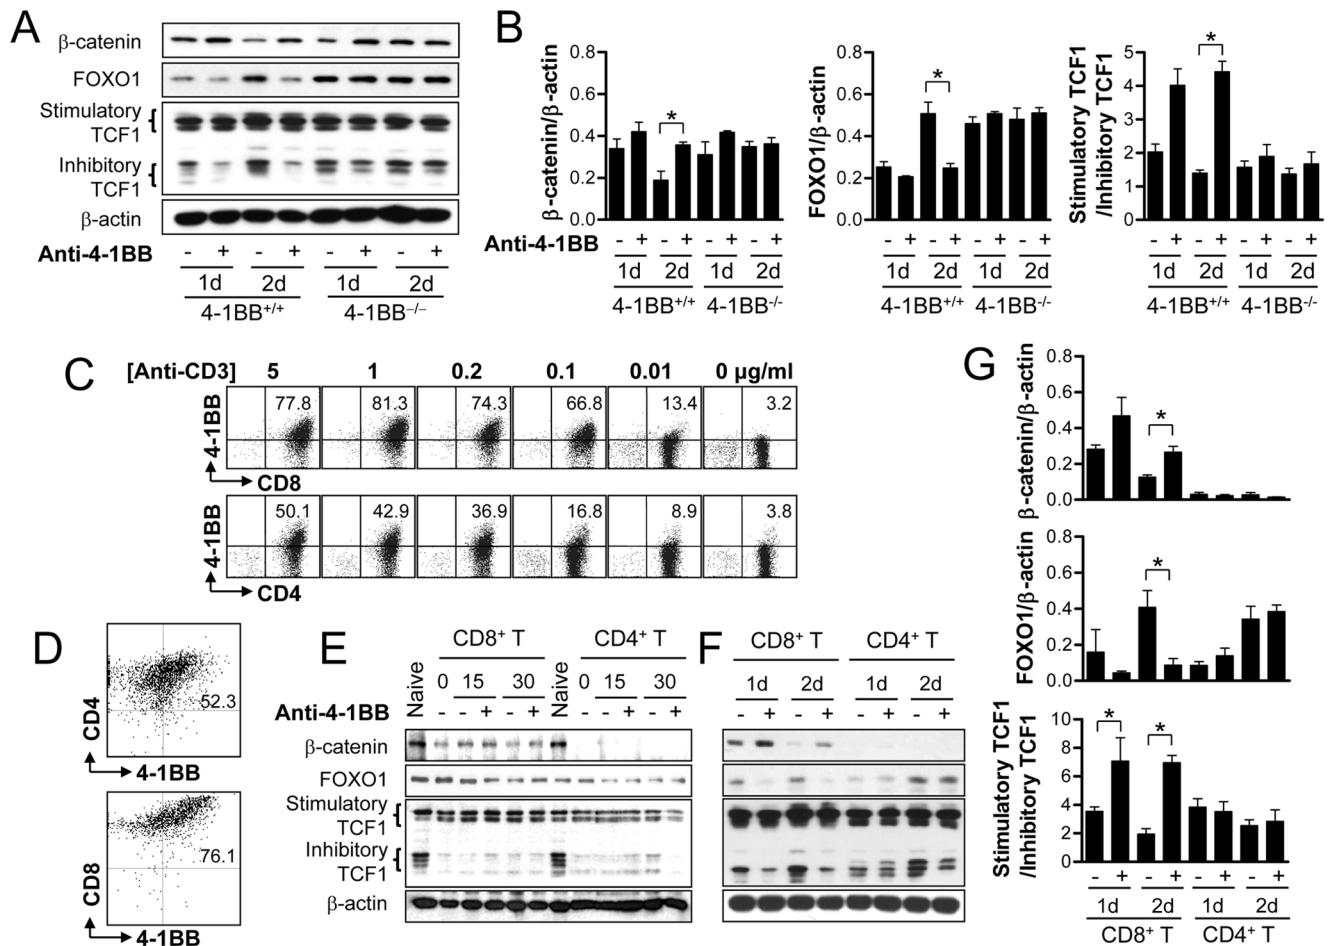 A
β-catenin
FOXO1
Stimulatory
TCF1
Inhibitory
TCF1
β-actin
Anti-4-1BB - + - + - + - +
1d 2d 1d 2d
4-1BB+/+ 4-1BB−/−
B
β-catenin/β-actin
0.8
0.6
0.4
0.2
0.0
*
FOXO1/β-actin
0.8
0.6
0.4
0.2
0.0
*
Stimulatory TCF1
/Inhibitory TCF1
5
4
3
2
1
0
*
Anti-4-1BB - + - + - + - + - + - + - + - + - + - + - + - +
1d 2d 1d 2d 1d 2d 1d 2d 1d 2d 1d 2d
4-1BB+/+ 4-1BB-/- 4-1BB+/+ 4-1BB-/- 4-1BB+/+ 4-1BB-/-
C
[Anti-CD3] 5 1 0.2 0.1 0.01 0 µg/ml
4-1BB
77.8 81.3 74.3 66.8 13.4 3.2
CD8
4-1BB
50.1 42.9 36.9 16.8 8.9 3.8
CD4
D
CD4
52.3
4-1BB
CD8
76.1
4-1BB
E
CD8+ T CD4+ T
Naive 0 15 30 Naive 0 15 30
Anti-4-1BB - - + - + - - + - +
β-catenin
FOXO1
Stimulatory
TCF1
Inhibitory
TCF1
β-actin
F
CD8+ T CD4+ T
1d 2d 1d 2d
- + - + - + - +
G
β-catenin/β-actin
0.8
0.6
0.4
0.2
0.0
*
FOXO1/β-actin
0.8
0.6
0.4
0.2
0.0
*
Stimulatory TCF1
/Inhibitory TCF1
10
8
6
4
2
0
* *
- + - + - + - +
1d 2d 1d 2d
CD8+ T CD4+ T